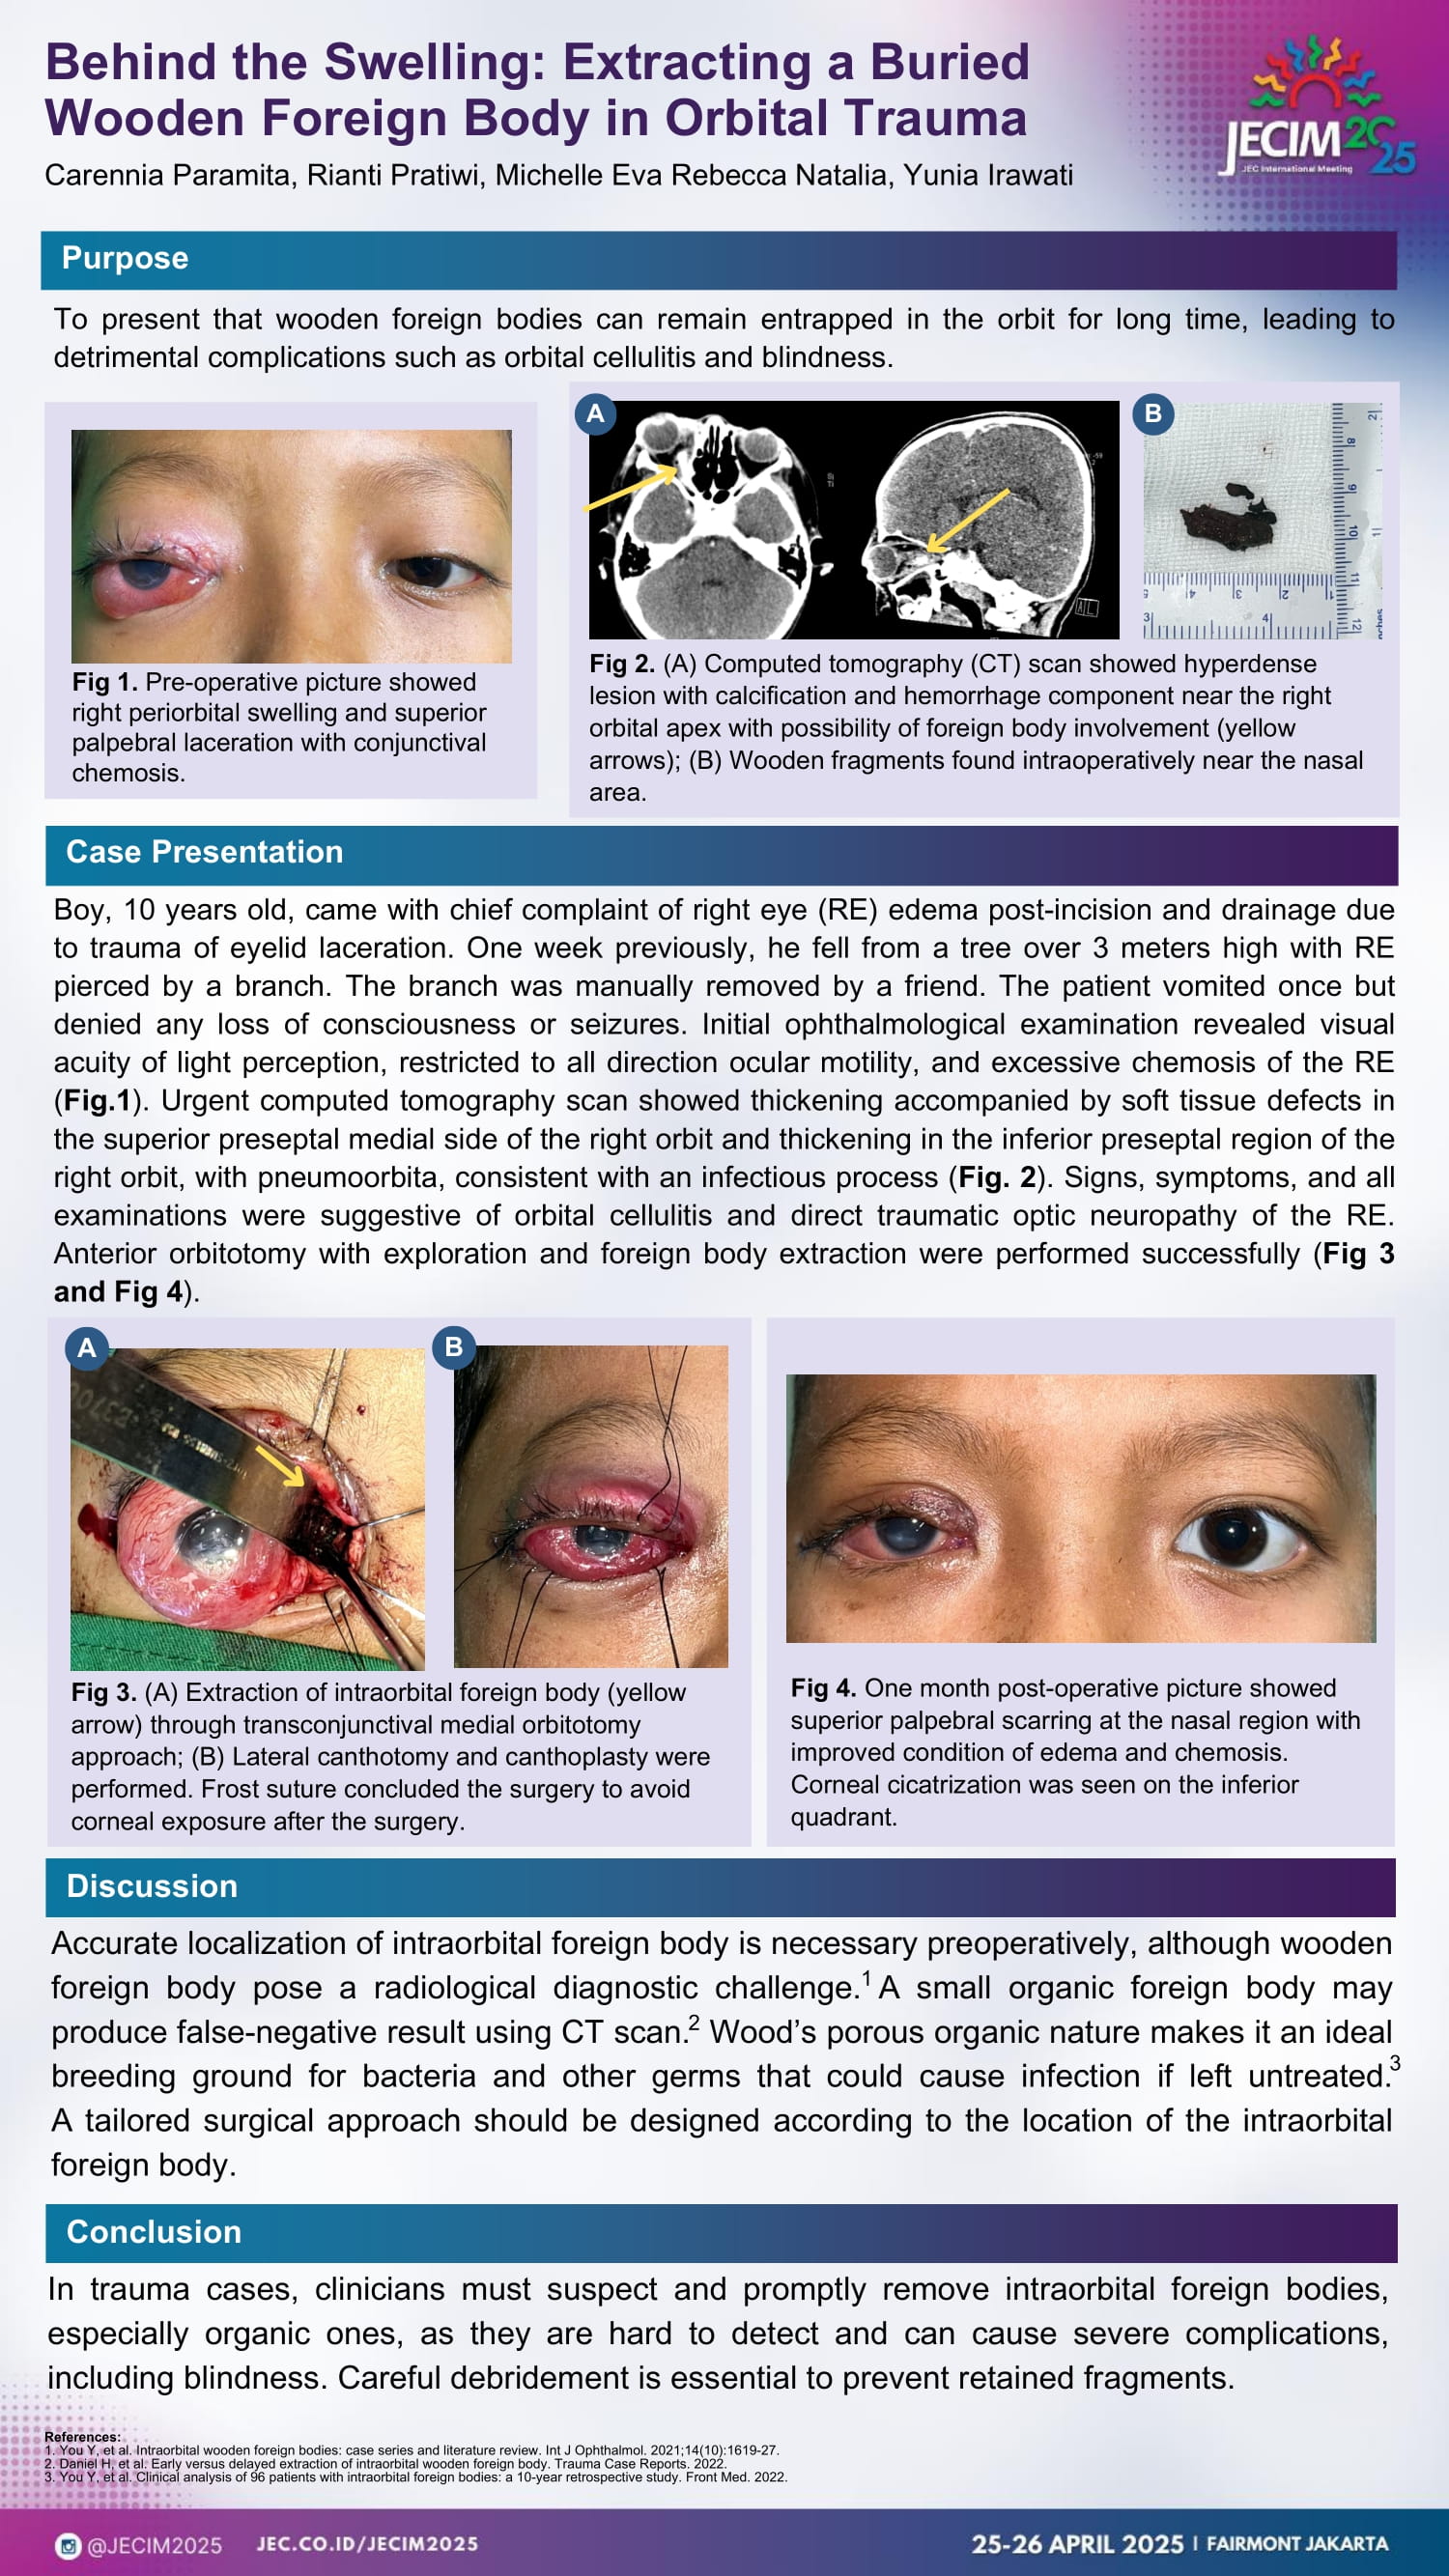 Behind the Swelling: Extracting a Buried
Wooden Foreign Body in Orbital Trauma
Carennia Paramita, Rianti Pratiwi, Michelle Eva Rebecca Natalia, Yunia Irawati
JECIM 2025
JEC International Meeting
Purpose
To present that wooden foreign bodies can remain entrapped in the orbit for long time, leading to
detrimental complications such as orbital cellulitis and blindness.
Fig 1. Pre-operative picture showed
right periorbital swelling and superior
palpebral laceration with conjunctival
chemosis.
A
B
Fig 2. (A) Computed tomography (CT) scan showed hyperdense
lesion with calcification and hemorrhage component near the right
orbital apex with possibility of foreign body involvement (yellow
arrows); (B) Wooden fragments found intraoperatively near the nasal
area.
Case Presentation
Boy, 10 years old, came with chief complaint of right eye (RE) edema post-incision and drainage due
to trauma of eyelid laceration. One week previously, he fell from a tree over 3 meters high with RE
pierced by a branch. The branch was manually removed by a friend. The patient vomited once but
denied any loss of consciousness or seizures. Initial ophthalmological examination revealed visual
acuity of light perception, restricted to all direction ocular motility, and excessive chemosis of the RE
(Fig.1). Urgent computed tomography scan showed thickening accompanied by soft tissue defects in
the superior preseptal medial side of the right orbit and thickening in the inferior preseptal region of the
right orbit, with pneumoorbita, consistent with an infectious process (Fig. 2). Signs, symptoms, and all
examinations were suggestive of orbital cellulitis and direct traumatic optic neuropathy of the RE.
Anterior orbitotomy with exploration and foreign body extraction were performed successfully (Fig 3
and Fig 4).
A
B
Fig 3. (A) Extraction of intraorbital foreign body (yellow
arrow) through transconjunctival medial orbitotomy
approach; (B) Lateral canthotomy and canthoplasty were
performed. Frost suture concluded the surgery to avoid
corneal exposure after the surgery.
Fig 4. One month post-operative picture showed
superior palpebral scarring at the nasal region with
improved condition of edema and chemosis.
Corneal cicatrization was seen on the inferior
quadrant.
Discussion
Accurate localization of intraorbital foreign body is necessary preoperatively, although wooden
foreign body pose a radiological diagnostic challenge.1 A small organic foreign body may
produce false-negative result using CT scan.2 Wood's porous organic nature makes it an ideal
breeding ground for bacteria and other germs that could cause infection if left untreated.3
A tailored surgical approach should be designed according to the location of the intraorbital
foreign body.
Conclusion
In trauma cases, clinicians must suspect and promptly remove intraorbital foreign bodies,
especially organic ones, as they are hard to detect and can cause severe complications,
including blindness. Careful debridement is essential to prevent retained fragments.
References:
1. You Y, et al. Intraorbital wooden foreign bodies: case series and literature review. Int J Ophthalmol. 2021;14(10):1619-27.
2. Daniel H, et al. Early versus delayed extraction of intraorbital wooden foreign body. Trauma Case Reports. 2022.
3. You Y, et al. Clinical analysis of 96 patients with intraorbital foreign bodies: a 10-year retrospective study. Front Med. 2022.
@JECIM2025 JEC.CO.ID/JECIM2025
25-26 APRIL 2025 | FAIRMONT JAKARTA